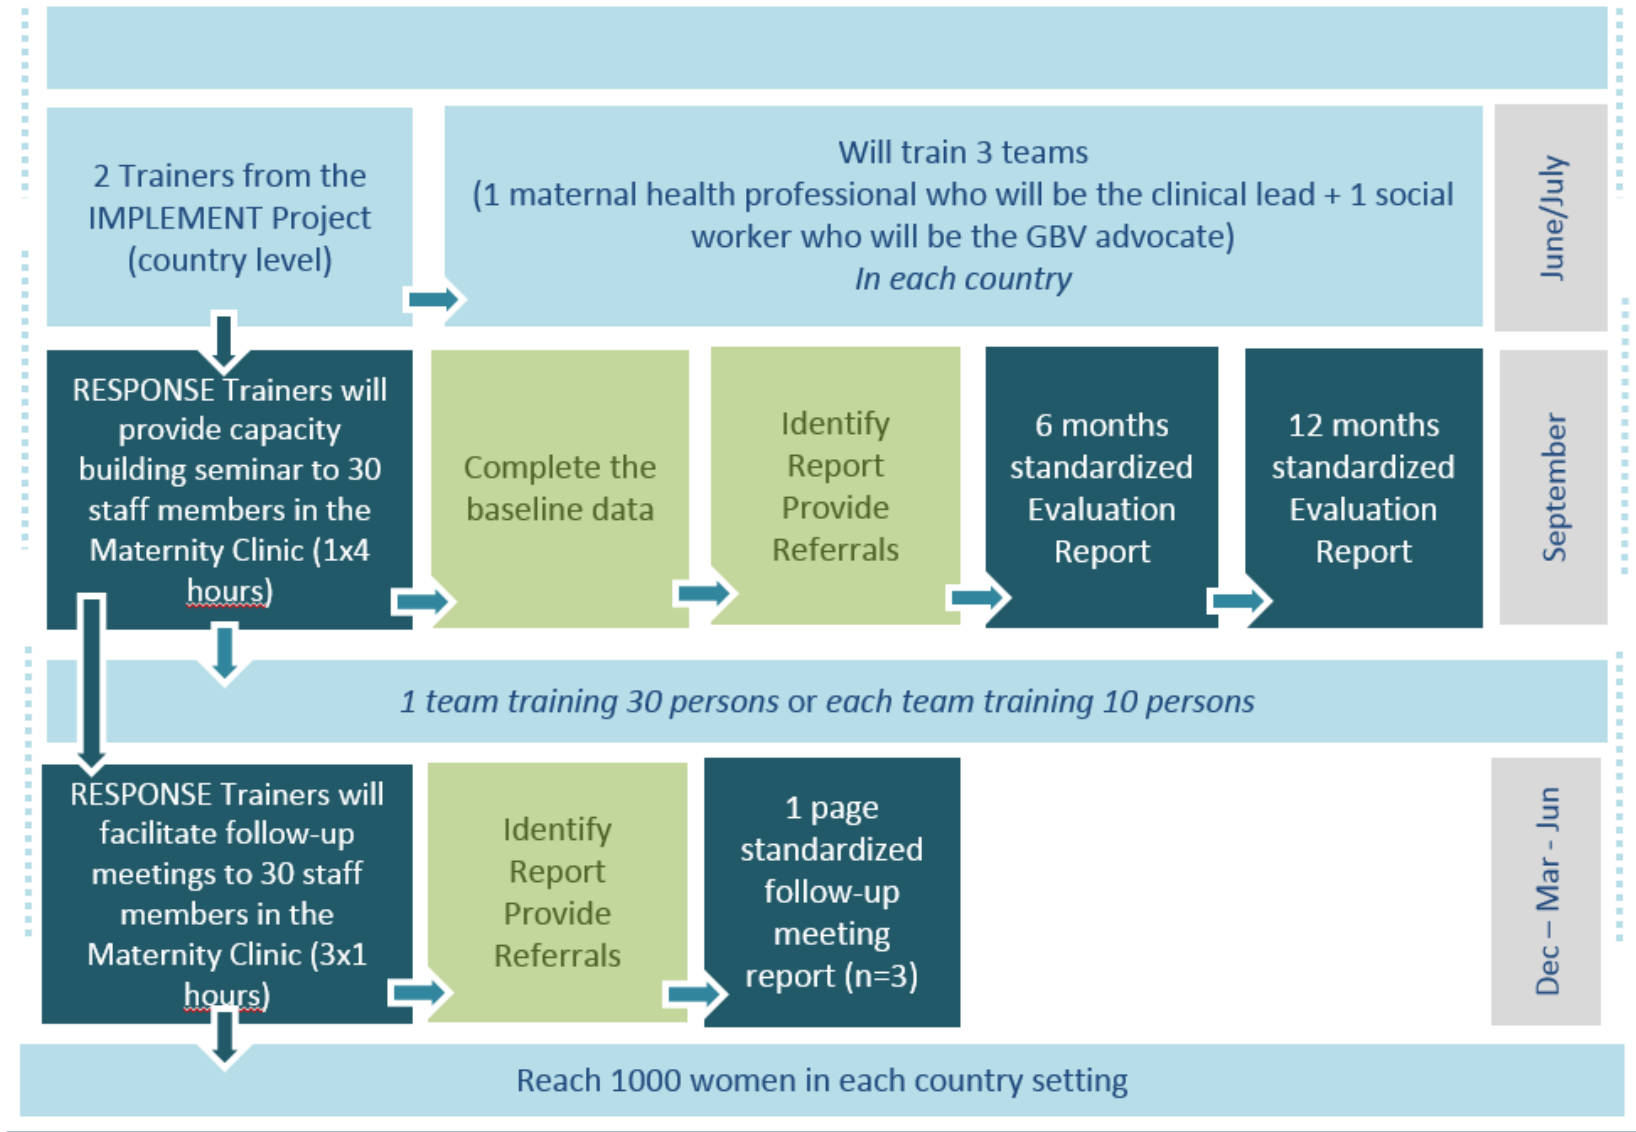 2 Trainers from the
IMPLEMENT Project
(country level)
Will train 3 teams
(1 maternal health professional who will be the clinical lead + 1 social
worker who will be the GBV advocate)
In each country
June/July
RESPONSE Trainers will
provide capacity
building seminar to 30
staff members in the
Maternity Clinic (1x4
hours)
Complete the
baseline data
Identify
Report
Provide
Referrals
6 months
standardized
Evaluation
Report
12 months
standardized
Evaluation
Report
September
1 team training 30 persons or each team training 10 persons
RESPONSE Trainers will
facilitate follow-up
meetings to 30 staff
members in the
Maternity Clinic (3x1
hours)
Identify
Report
Provide
Referrals
1 page
standardized
follow-up
meeting
report (n=3)
Dec – Mar - Jun
Reach 1000 women in each country setting